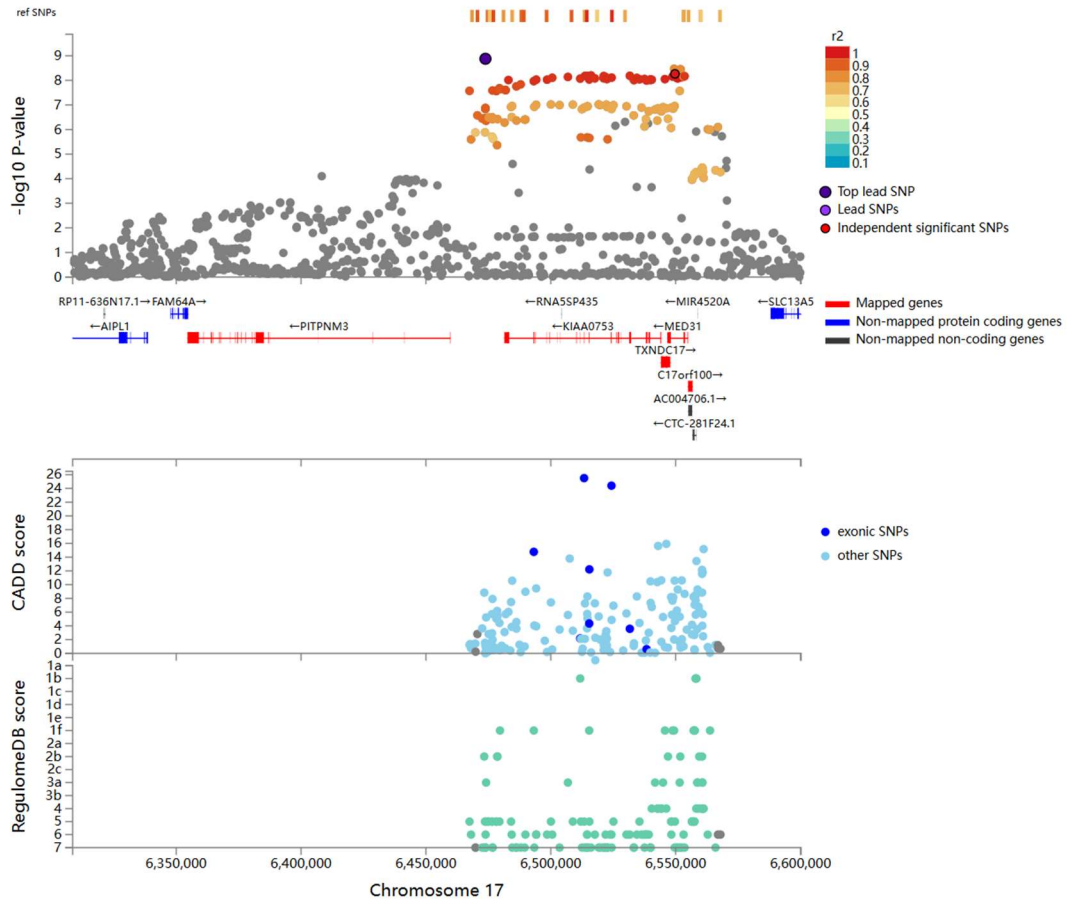 ref SNPs
-log10 P-value
9
8
7
6
5
4
3
2
1
0
r2
1
0.9
0.8
0.7
0.6
0.5
0.4
0.3
0.2
0.1
Top lead SNP
Lead SNPs
Independent significant SNPs
RP11-636N17.1→ FAM64A→
←RNA5SP435
←MIR4520A
←SLC13A5
←AIPL1
←PITPNM3
←KIAA0753
←MED31
TXNDC17→
C17orf100→
AC004706.1→
←CTC-281F24.1
Mapped genes
Non-mapped protein coding genes
Non-mapped non-coding genes
CADD score
26
24
22
20
18
16
14
12
10
8
6
4
2
0
exonic SNPs
other SNPs
RegulomeDB score
1a
1b
1c
1d
1e
1f
2a
2b
2c
3a
3b
4
5
6
7
6,350,000
6,400,000
6,450,000
6,500,000
6,550,000
6,600,000
Chromosome 17